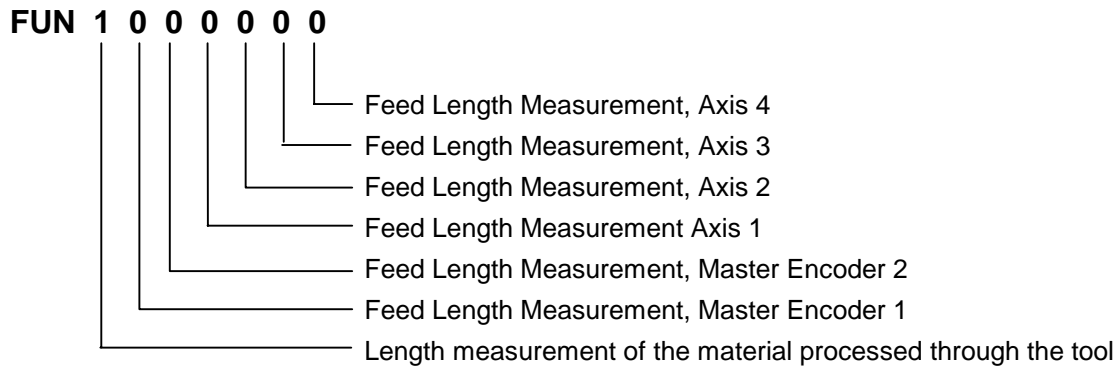 FUN 1 0 0 0 0 0 0
Feed Length Measurement, Axis 4
Feed Length Measurement, Axis 3
Feed Length Measurement, Axis 2
Feed Length Measurement Axis 1
Feed Length Measurement, Master Encoder 2
Feed Length Measurement, Master Encoder 1
Length measurement of the material processed through the tool